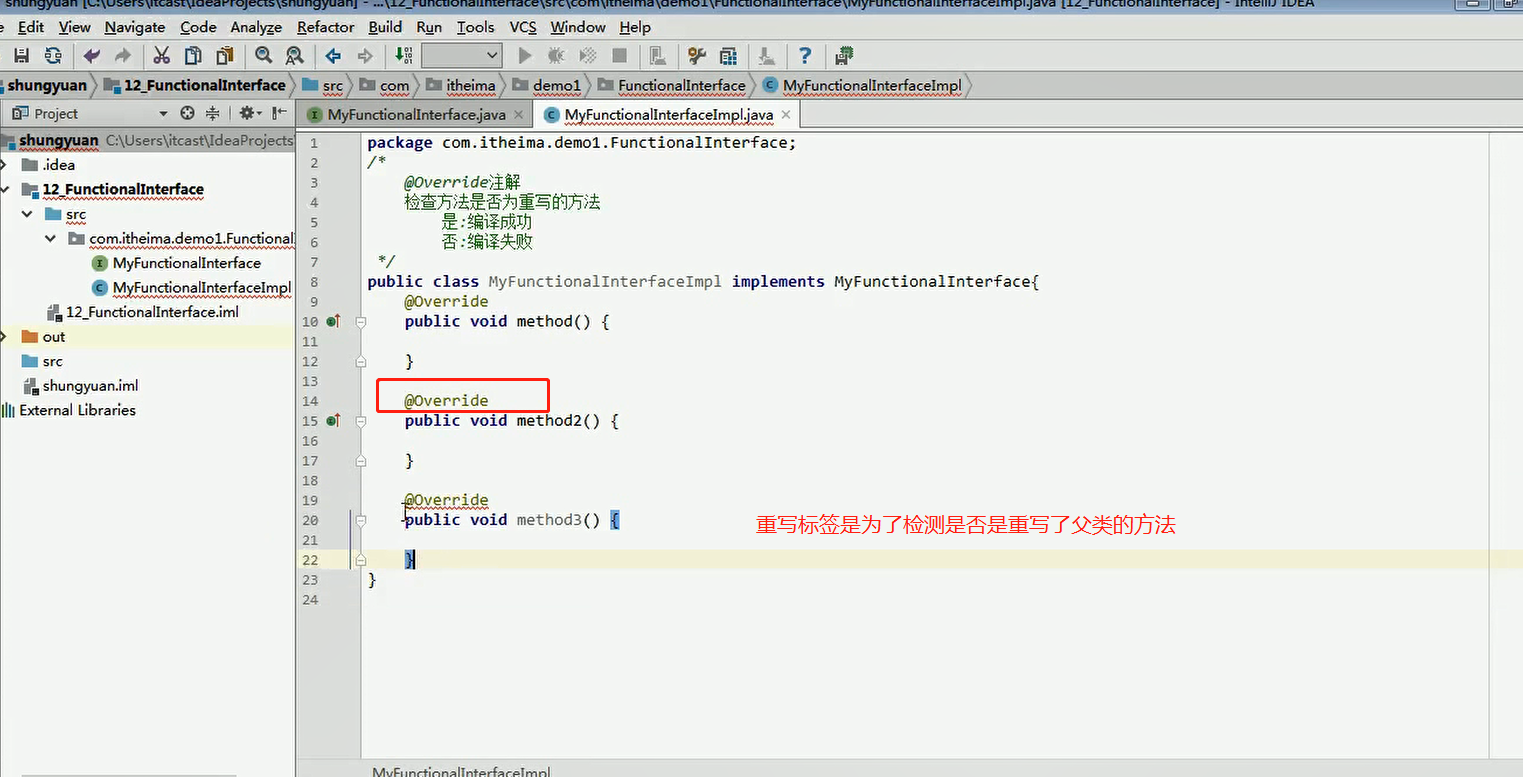 shungyuan [C:\Users\itcast\IdeaProjects\shungyuan] - ...\12_FunctionalInterface\src\com\itheima\demo1\FunctionalInterface\MyFunctionalInterfaceImpl.java [12_FunctionalInterface] - IntelliJ IDEA
Edit View Navigate Code Analyze Refactor Build Run Tools VCS Window Help
shungyuan 12_FunctionalInterface src com itheima demo1 FunctionalInterface MyFunctionalInterfaceImpl
Project
MyFunctionalInterface.java MyFunctionalInterfaceImpl.java
shungyuan C:\Users\itcast\IdeaProjects
.idea
12_FunctionalInterface
src
com.itheima.demo1.Functional
MyFunctionalInterface
MyFunctionalInterfaceImpl
12_FunctionalInterface.iml
out
src
shungyuan.iml
External Libraries
1 package com.itheima.demo1.FunctionalInterface;
2 /*
3 @Override注解
4 检查方法是否为重写的方法
5 是:编译成功
6 否:编译失败
7 */
8 public class MyFunctionalInterfaceImpl implements MyFunctionalInterface{
9 @Override
10 public void method() {
11
12 }
13
14 @Override
15 public void method2() {
16
17 }
18
19 @Override
20 public void method3() {
21
22 }
23 }
24
重写标签是为了检测是否是重写了父类的方法
MyFunctionalInterfaceImpl